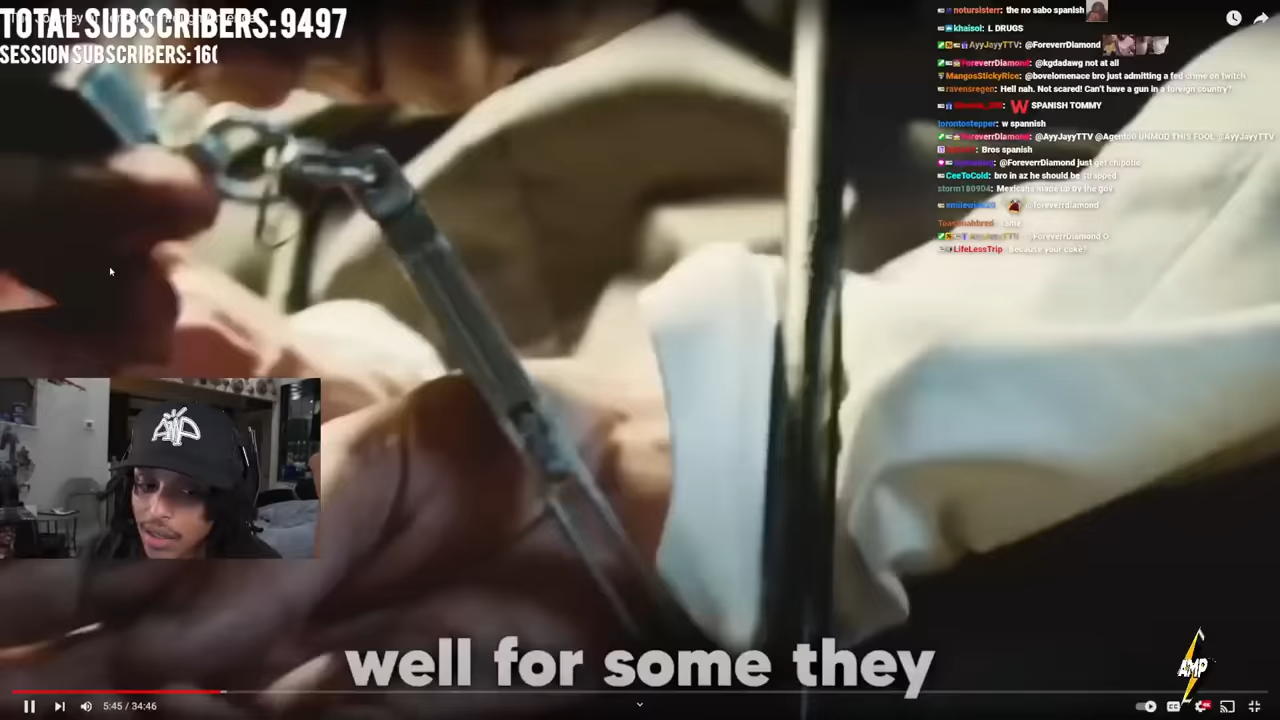 TOTAL SUBSCRIBERS: 9497
SESSION SUBSCRIBERS: 16(
notursisterr: the no sabo spanish
khaisol: L DRUGS
AyyJayyTTV: @ForeverrDiamond
ForeverrDiamond: @kgdadawg not at all
MangosStickyRice: @bovelomenace bro just admitting a fed crime on twitch
ravensregen: Hell nah. Not scared! Can't have a gun in a foreign country?
W SPANISH TOMMY
torontostepper: w spannish
ForeverrDiamond: @AyyJayyTTV @Agent00 UNMOD THIS FOOL @AyyJayyTTV
Bros spanish
@ForeverrDiamond just get chipotle
CeeToCold: bro in az he should be strapped
storm180904: Mexicans made up by the gov
@foreverrdiamond
AyyJayyTTV: @ForeverrDiamond O
LifeLessTrip: Because your coke?
AMP
well for some they
AMP
5:45 / 34:46
CC